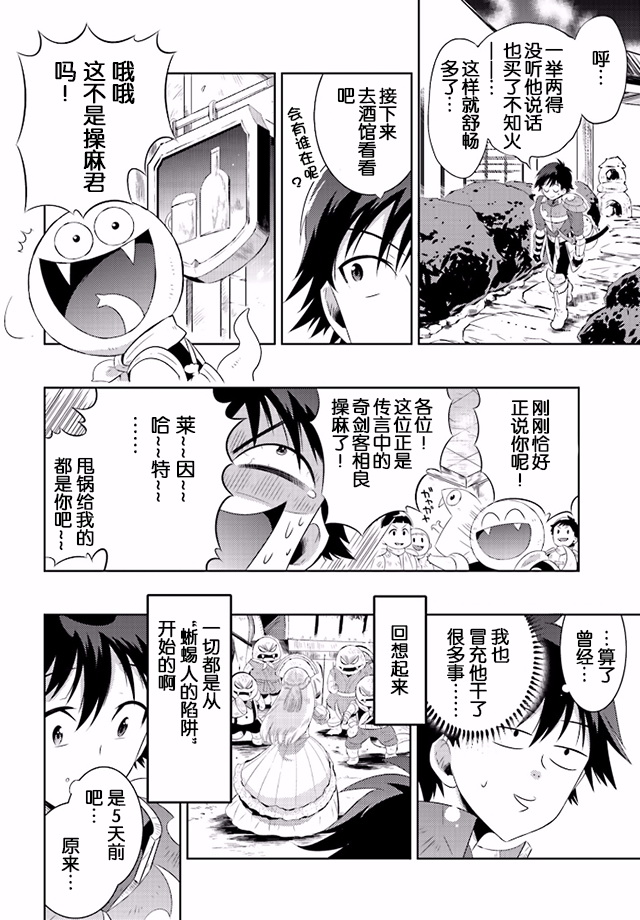 呼…
一举两得
没听他说话
也买了不知火
——
这样就舒畅
多了…
接下来
去酒馆看看
吧
会有谁在呢?
哦哦
这不是操麻君
吗!
刚刚恰好
正说你呢!
各位!
这位正是
传言中的
奇剑客相良
操麻了!
莱~因
哈~特
~~
甩锅给我的
都是你吧~~
…算了
曾经…
我也
冒充他干了
很多事…
回想起来
一切都是从
“蜥蜴人的陷阱”
开始的啊
是5天前
吧…
原来…